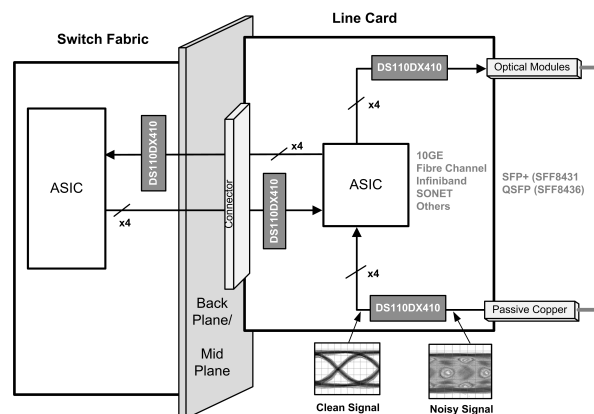 Line Card
Switch Fabric
DS110DX410
Optical Modules
x4
DS110DX410
x4
ASIC
ASIC
10GE
Fibre Channel
Infiniband
SONET
Others
SFP+ (SFF8431
QSFP (SFF8436)
Connector
DS110DX410
x4
x4
Back
Plane/
Mid
Plane
DS110DX410
Passive Copper
Clean Signal
Noisy Signal